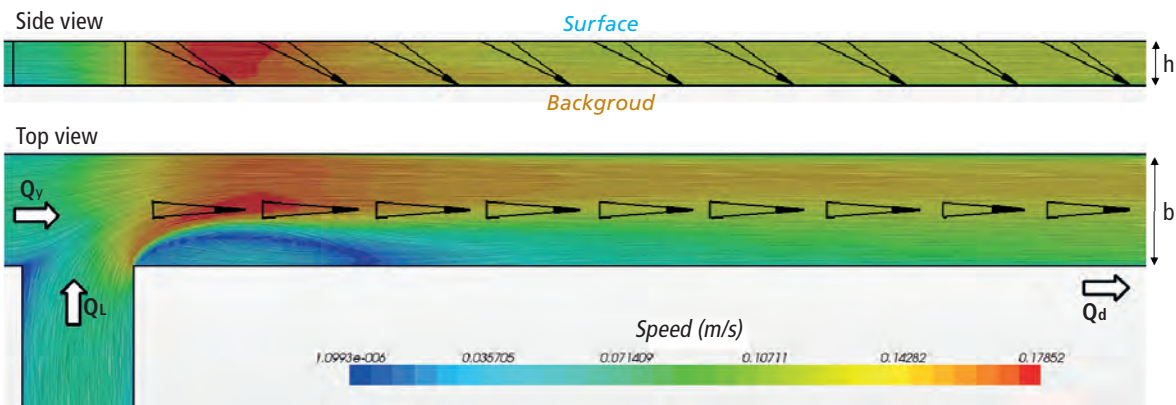 Side view
Surface
h
Backgroud
Top view
Qy
b
QL
Qd
Speed (m/s)
1.0993e-006 0.035705 0.071409 0.10711 0.14282 0.17852